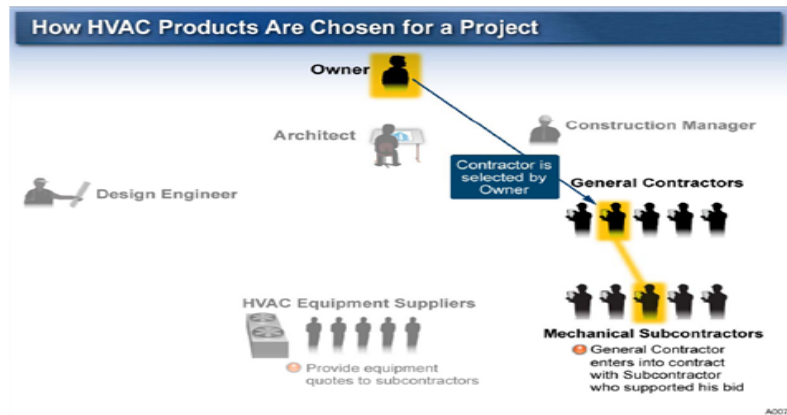 How HVAC Products Are Chosen for a Project
Owner
Architect
Construction Manager
Contractor is
selected by
Owner
General Contractors
Design Engineer
HVAC Equipment Suppliers
Provide equipment
quotes to subcontractors
Mechanical Subcontractors
General Contractor
enters into contract
with Subcontractor
who supported his bid